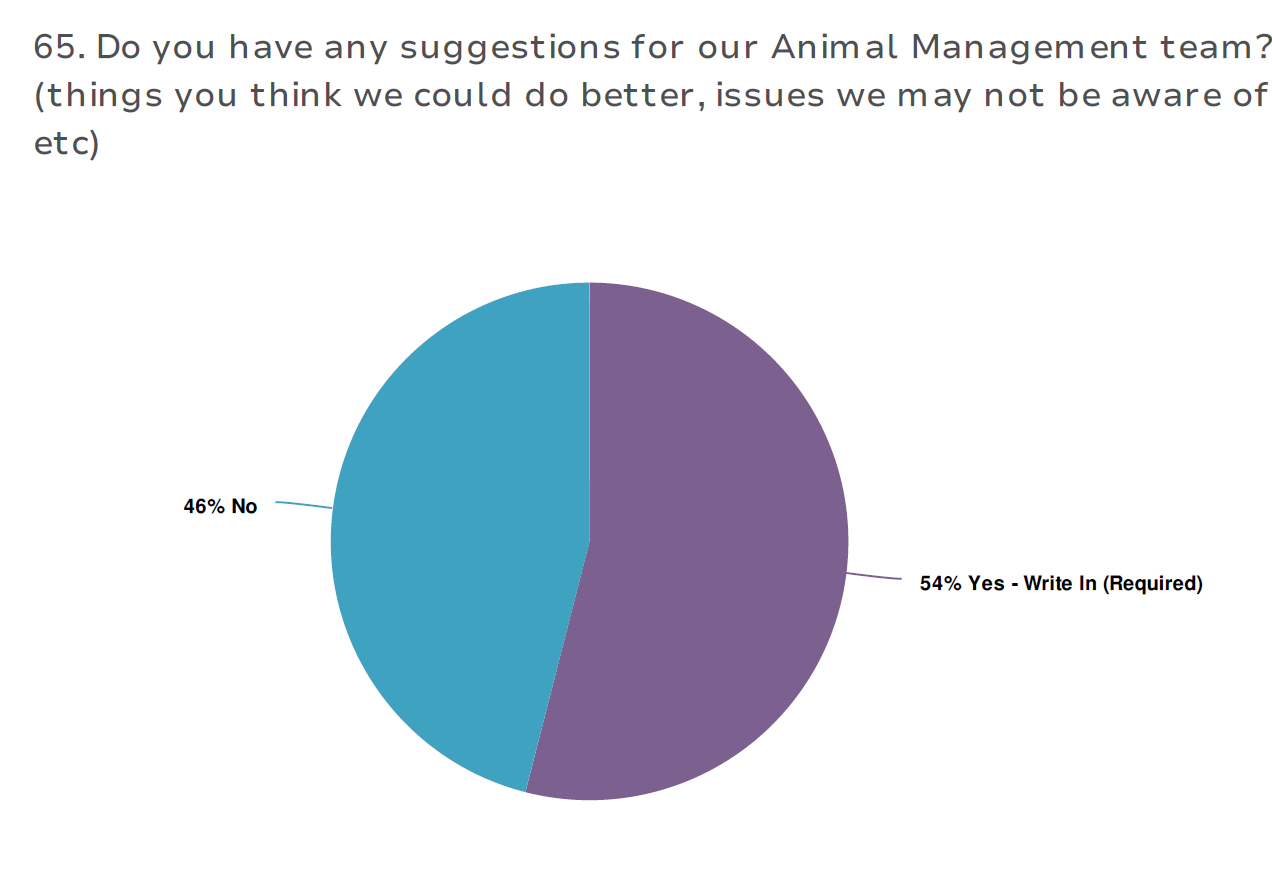 65. Do you have any suggestions for our Animal Management team?
(things you think we could do better, issues we may not be aware of
etc)
46% No
54% Yes - Write In (Required)